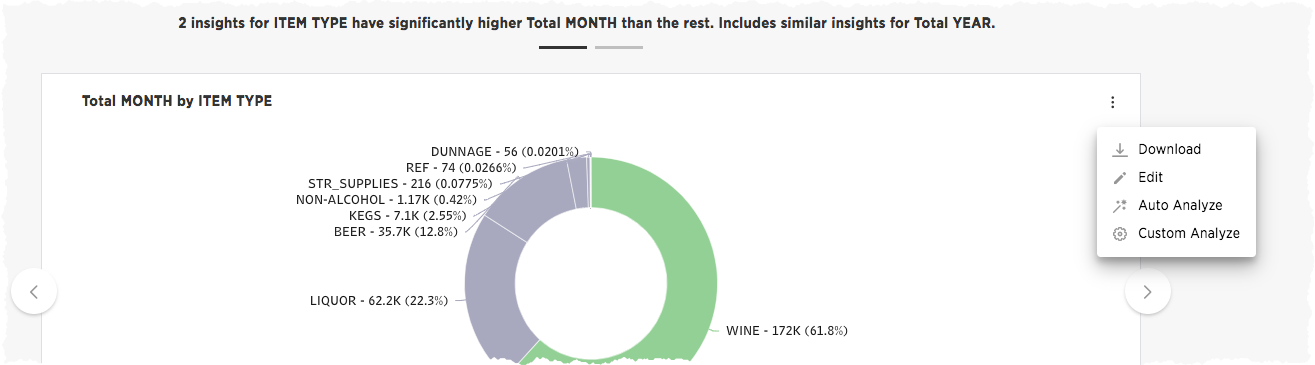 2 insights for ITEM TYPE have significantly higher Total MONTH than the rest. Includes similar insights for Total YEAR.
Total MONTH by ITEM TYPE
Download
Edit
Auto Analyze
Custom Analyze
DUNNAGE - 56 (0.0201%)
REF - 74 (0.0266%)
STR_SUPPLIES - 216 (0.0775%)
NON-ALCOHOL - 1.17K (0.42%)
KEGS - 7.1K (2.55%)
BEER - 35.7K (12.8%)
LIQUOR - 62.2K (22.3%)
WINE - 172K (61.8%)